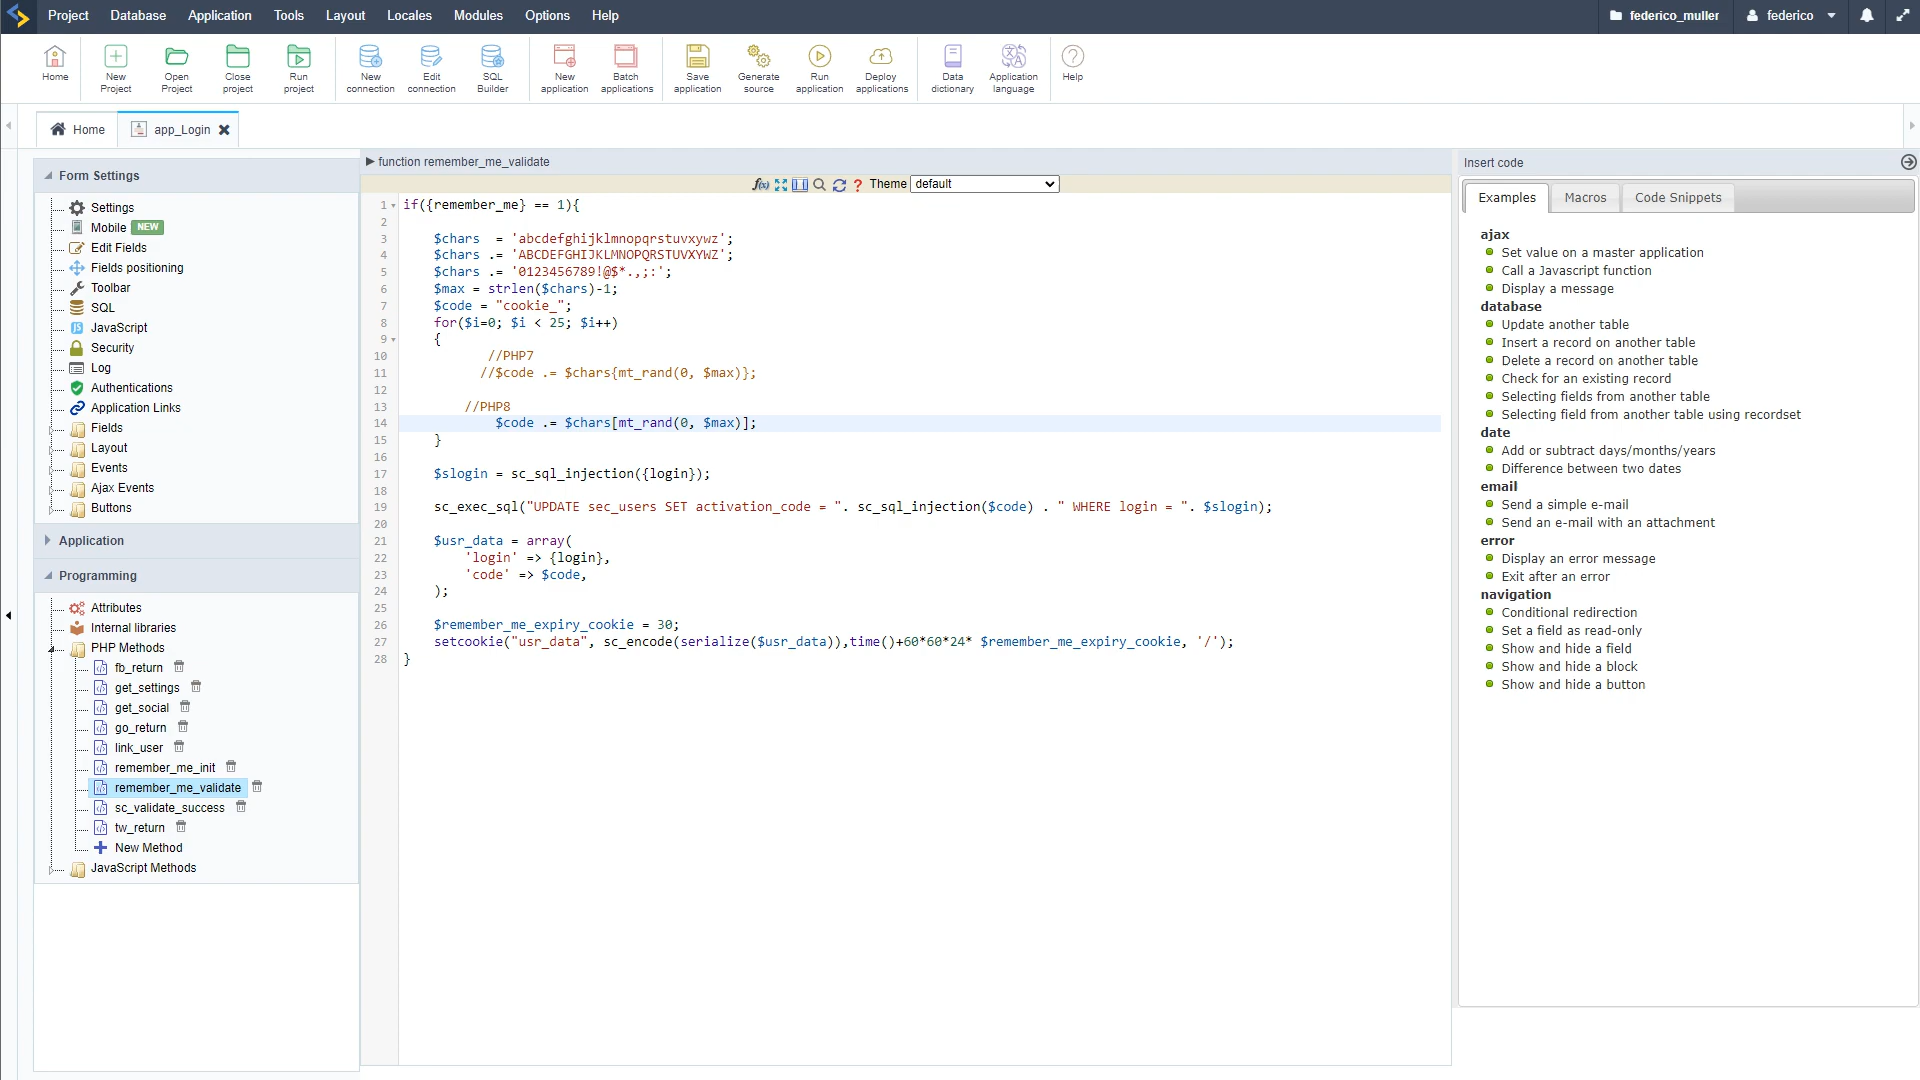 Project Database Application Tools Layout Locales Modules Options Help federico_muller federico
Home
New Project
Open Project
Close project
Run project
New connection
Edit connection
SQL Builder
New application
Batch applications
Save application
Generate source
Run application
Deploy applications
Data dictionary
Application language
Help
Home app_Login
Form Settings
Settings
Mobile NEW
Edit Fields
Fields positioning
Toolbar
SQL
JavaScript
Security
Log
Authentications
Application Links
Fields
Layout
Events
Ajax Events
Buttons
Application
Programming
Attributes
Internal libraries
PHP Methods
fb_return
get_settings
get_social
go_return
link_user
remember_me_init
remember_me_validate
sc_validate_success
tw_return
New Method
JavaScript Methods
function remember_me_validate
f(x) ? Theme default
1 if({remember_me} == 1){
2
3 $chars  = 'abcdefghijklmnopqrstuvxywz';
4 $chars .= 'ABCDEFGHIJKLMNOPQRSTUVXYWZ';
5 $chars .= '0123456789!@$*.,;:';
6 $max = strlen($chars)-1;
7 $code = "cookie_";
8 for($i=0; $i < 25; $i++)
9 {
10 //PHP7
11 //$code .= $chars{mt_rand(0, $max)};
12
13 //PHP8
14 $code .= $chars[mt_rand(0, $max)];
15 }
16
17 $slogin = sc_sql_injection({login});
18
19 sc_exec_sql("UPDATE sec_users SET activation_code = ". sc_sql_injection($code) . " WHERE login = ". $slogin);
20
21 $usr_data = array(
22 'login' => {login},
23 'code' => $code,
24 );
25
26 $remember_me_expiry_cookie = 30;
27 setcookie("usr_data", sc_encode(serialize($usr_data)),time()+60*60*24* $remember_me_expiry_cookie, '/');
28 }
Insert code
Examples Macros Code Snippets
ajax
Set value on a master application
Call a Javascript function
Display a message
database
Update another table
Insert a record on another table
Delete a record on another table
Check for an existing record
Selecting fields from another table
Selecting field from another table using recordset
date
Add or subtract days/months/years
Difference between two dates
email
Send a simple e-mail
Send an e-mail with an attachment
error
Display an error message
Exit after an error
navigation
Conditional redirection
Set a field as read-only
Show and hide a field
Show and hide a block
Show and hide a button